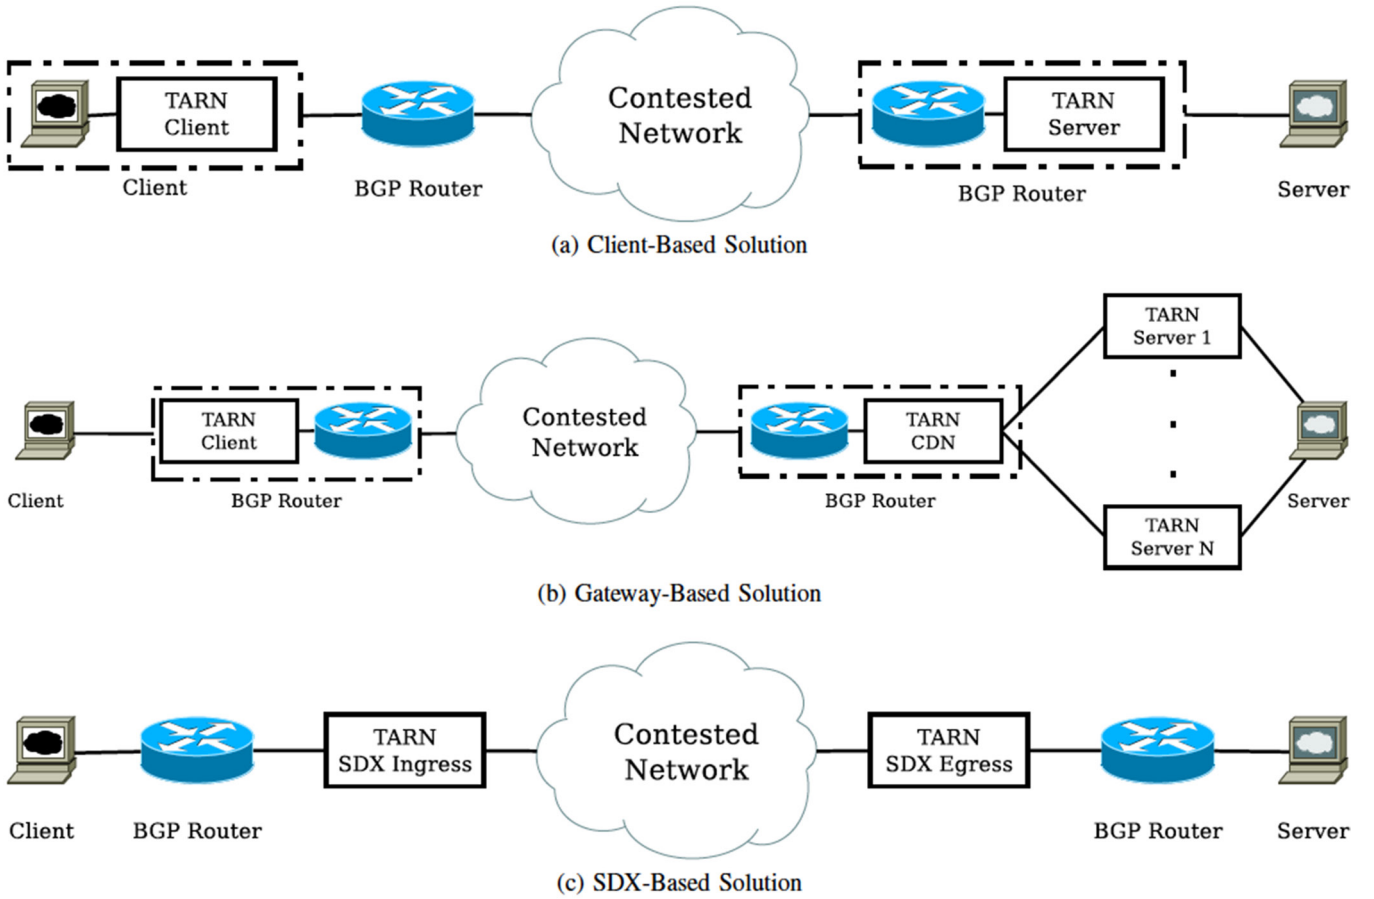 TARN
Client
Contested
Network
TARN
Server
Client
BGP Router
BGP Router
Server
(a) Client-Based Solution
TARN
Server 1
TARN
Client
Contested
Network
TARN
CDN
Client
BGP Router
BGP Router
Server
TARN
Server N
(b) Gateway-Based Solution
TARN
SDX Ingress
Contested
Network
TARN
SDX Egress
Client
BGP Router
BGP Router
Server
(c) SDX-Based Solution